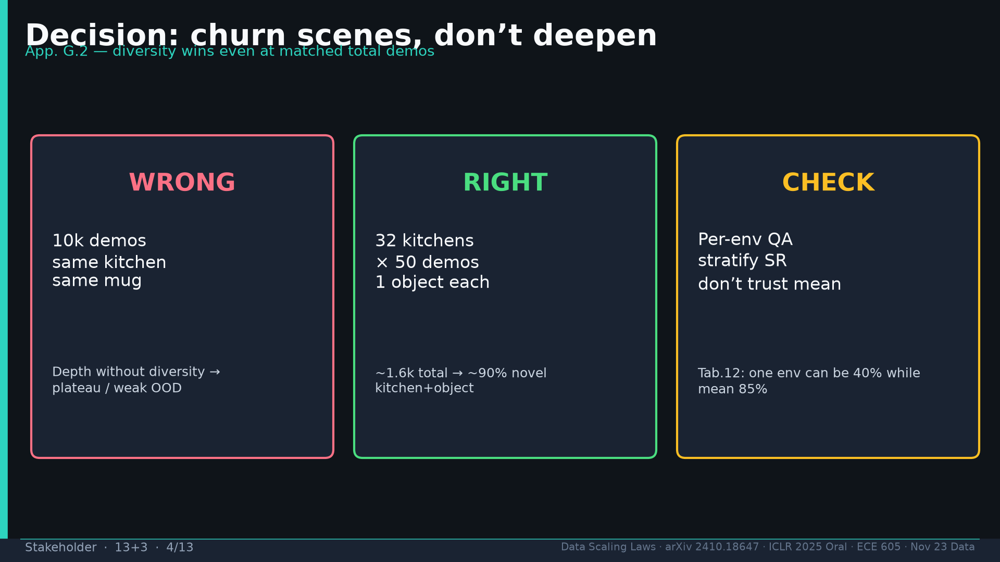 Decision: churn scenes, don’t deepen
App. G.2 — diversity wins even at matched total demos
WRONG
10k demos
same kitchen
same mug
Depth without diversity →
plateau / weak OOD
RIGHT
32 kitchens
× 50 demos
1 object each
~1.6k total → ~90% novel
kitchen+object
CHECK
Per-env QA
stratify SR
don’t trust mean
Tab.12: one env can be 40% while
mean 85%
Stakeholder · 13+3 · 4/13
Data Scaling Laws · arXiv 2410.18647 · ICLR 2025 Oral · ECE 605 · Nov 23 Data